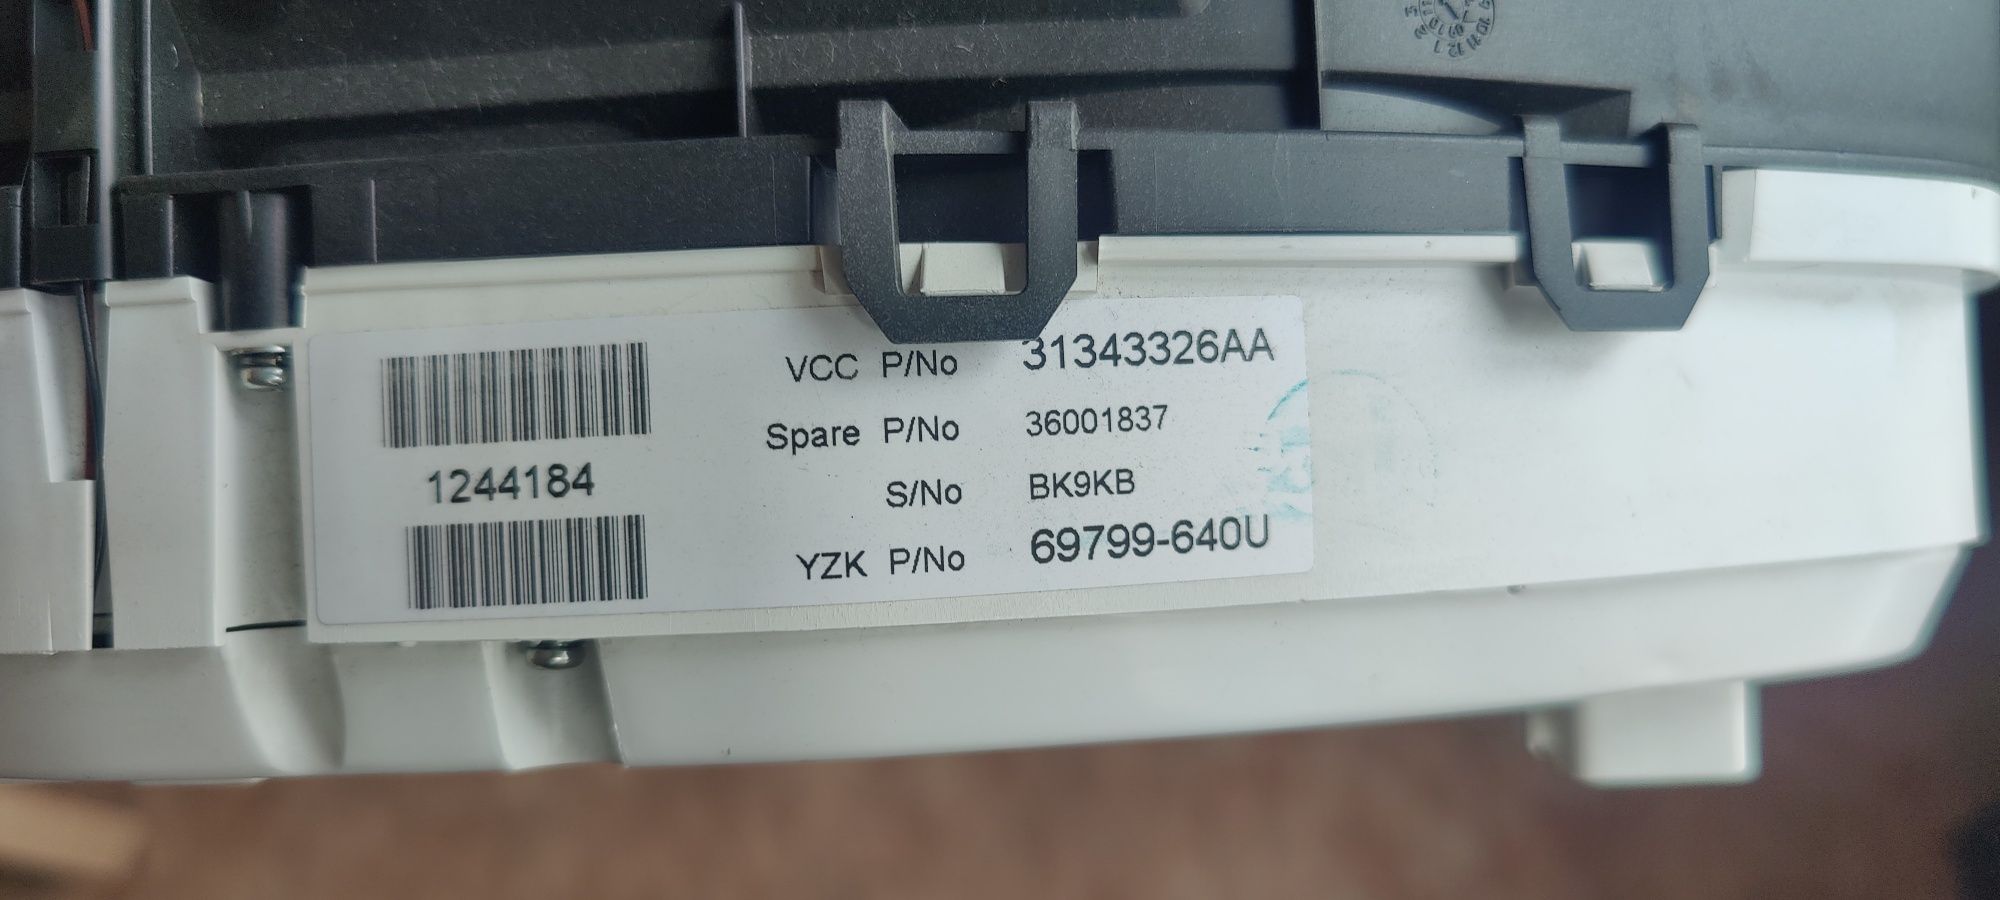 VCC P/No 31343326AA
Spare P/No 36001837
1244184
S/No BK9KB
YZK P/No 69799-640U